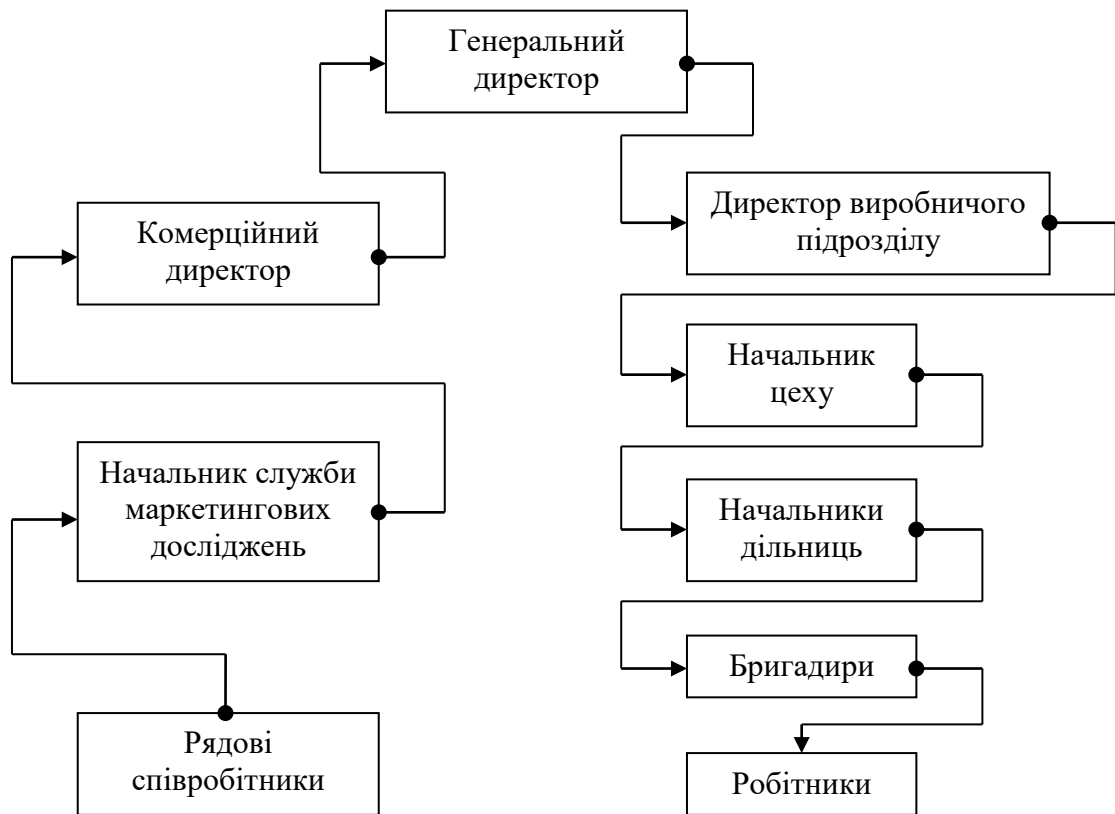 Генеральний
директор
Комерційний
директор
Директор виробничого
підрозділу
Начальник
цеху
Начальник служби
маркетингових
досліджень
Начальники
дільниць
Бригадири
Рядові
співробітники
Робітники